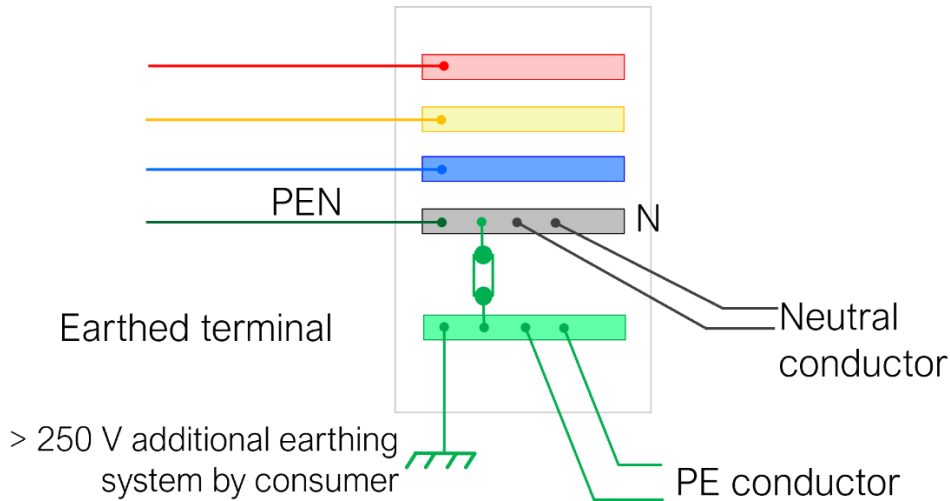 PEN
N
Earthed terminal
Neutral
conductor
> 250 V additional earthing
system by consumer
PE conductor